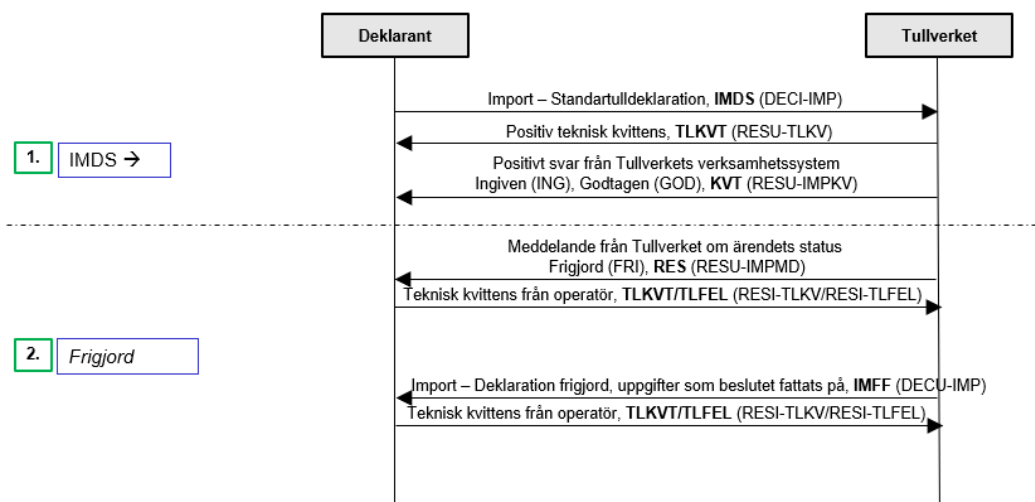 Deklarant
Tullverket
Import – Standartulldeklaration, IMDS (DECI-IMP)
Positiv teknisk kvittens, TLKVT (RESU-TLKV)
1.
IMDS →
Positivt svar från Tullverkets verksamhetssystem
Ingiven (ING), Godtagen (GOD), KVT (RESU-IMPKV)
Meddelande från Tullverket om ärendets status
Frigjord (FRI), RES (RESU-IMPMD)
Teknisk kvittens från operatör, TLKVT/TLFEL (RESI-TLKV/RESI-TLFEL)
2.
Frigjord
Import – Deklaration frigjord, uppgifter som beslutet fattats på, IMFF (DECU-IMP)
Teknisk kvittens från operatör, TLKVT/TLFEL (RESI-TLKV/RESI-TLFEL)